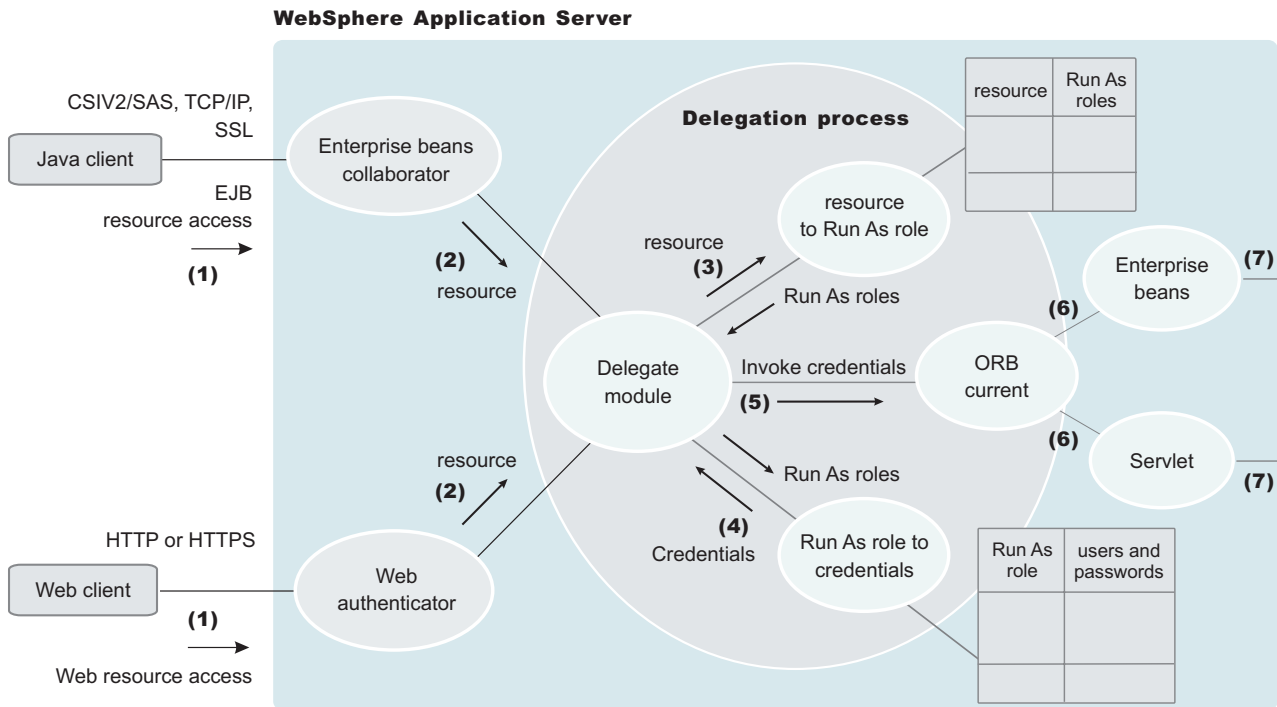 WebSphere Application Server
CSIV2/SAS, TCP/IP,
SSL
Java client
EJB
resource access
(1)
Enterprise beans
collaborator
(2)
resource
Delegation process
resource
to Run As role
resource
Run As
roles
resource
(3)
Run As roles
Delegate
module
Invoke credentials
(5)
ORB
current
(6)
Enterprise
beans
(7)
(6)
Servlet
(7)
resource
(2)
Run As roles
(4)
Credentials
Run As role to
credentials
Run As
role
users and
passwords
HTTP or HTTPS
Web client
(1)
Web resource access
Web
authenticator